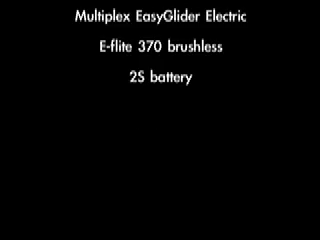 Multiplex EasyGlider Electric
E-flite 370 brushless
2S battery